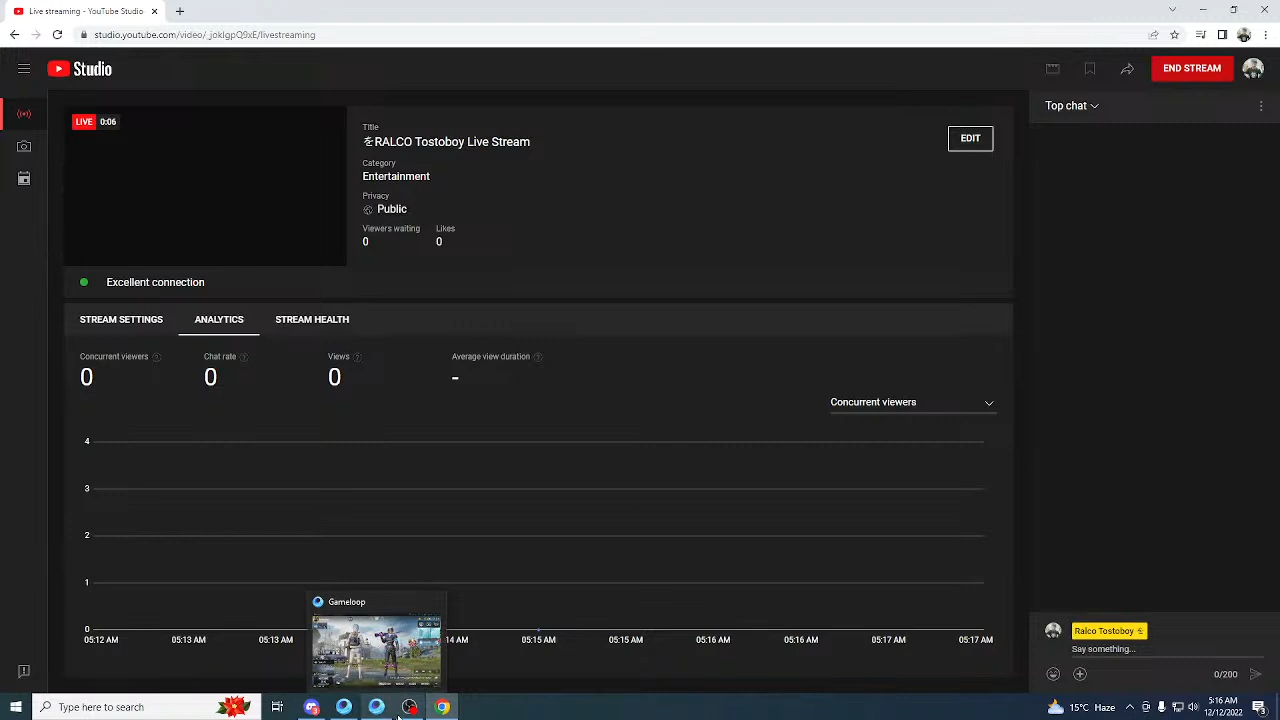 Live streaming - YouTube Studio
studio.youtube.com/video/_jokIgpQ9xE/livestreaming
Studio
END STREAM
LIVE 0:06
Title
RALCO Tostoboy Live Stream
EDIT
Category
Entertainment
Privacy
Public
Viewers waiting Likes
0 0
Excellent connection
STREAM SETTINGS ANALYTICS STREAM HEALTH
Concurrent viewers Chat rate Views Average view duration
0 0 0 -
Concurrent viewers
4
3
2
1
0
05:12 AM 05:13 AM 05:13 AM 14 AM 05:15 AM 05:15 AM 05:16 AM 05:16 AM 05:17 AM 05:17 AM
Gameloop
Top chat
Ralco Tostoboy
Say something...
0/200
Type here to search
15°C Haze
5:16 AM
12/12/2022